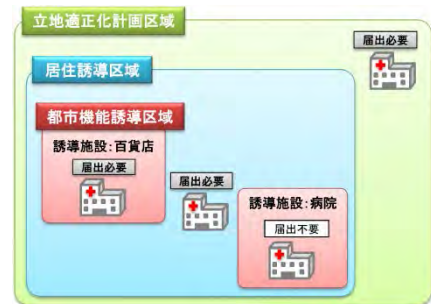 立地適正化計画区域
届出必要
居住誘導区域
都市機能誘導区域
誘導施設:百貨店
届出必要
届出必要
誘導施設:病院
届出不要